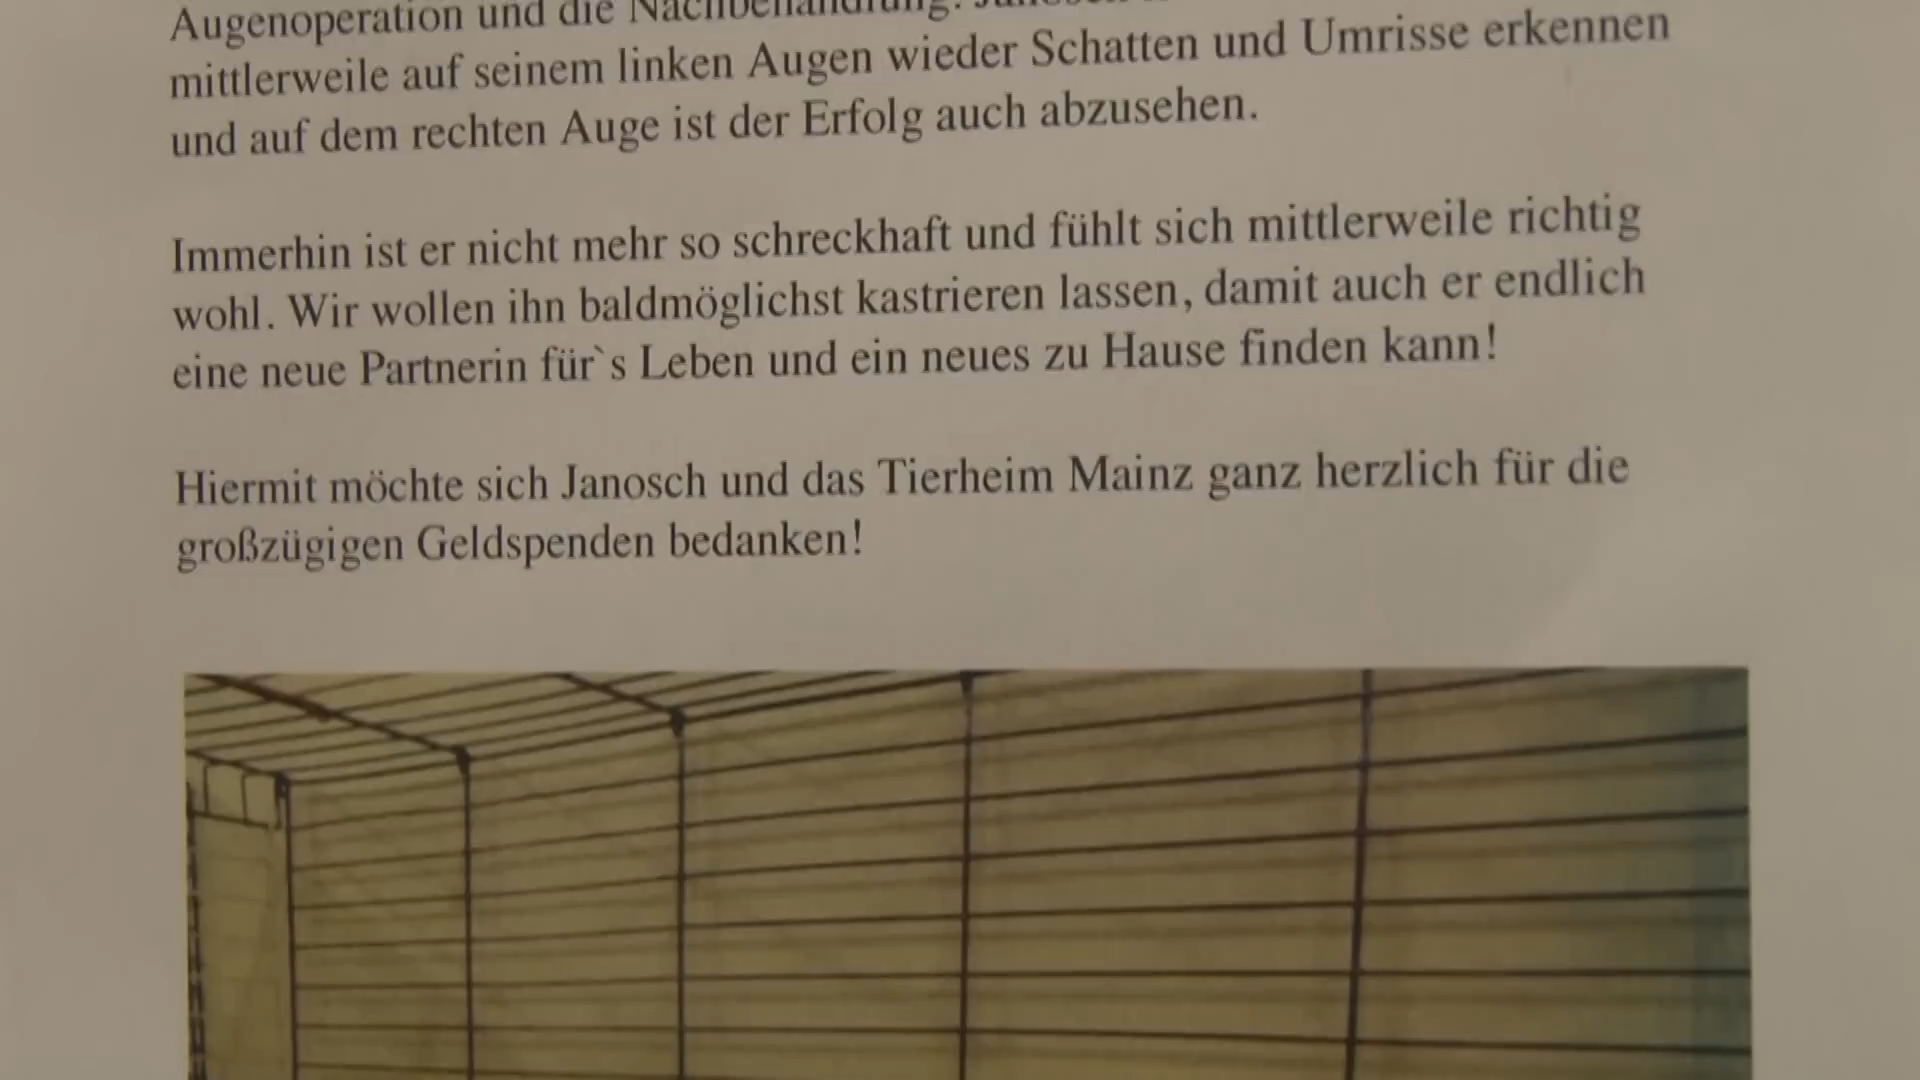 Augenoperation und die Nachbehandlung.
mittlerweile auf seinem linken Augen wieder Schatten und Umrisse erkennen
und auf dem rechten Auge ist der Erfolg auch abzusehen.
Immerhin ist er nicht mehr so schreckhaft und fühlt sich mittlerweile richtig
wohl. Wir wollen ihn baldmöglichst kastrieren lassen, damit auch er endlich
eine neue Partnerin für`s Leben und ein neues zu Hause finden kann!
Hiermit möchte sich Janosch und das Tierheim Mainz ganz herzlich für die
großzügigen Geldspenden bedanken!